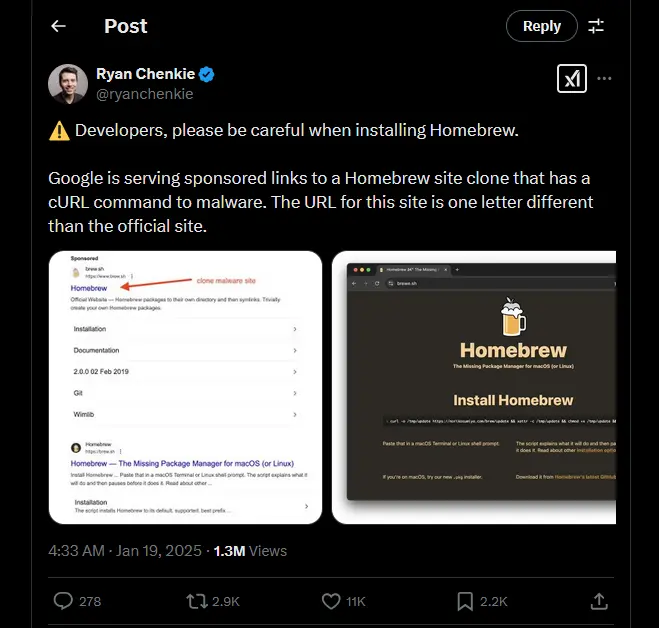 Post
Reply
Ryan Chenkie
@ryanchenkie
⚠️ Developers, please be careful when installing Homebrew.
Google is serving sponsored links to a Homebrew site clone that has a
cURL command to malware. The URL for this site is one letter different
than the official site.
Sponsored
brew.sh
https://www.brew.sh
Homebrew
clone malware site
Official Website — Homebrew packages to their own directory and then symlinks. Trivially
create your own Homebrew packages.
Installation
Documentation
2.0.0 02 Feb 2019
Git
Wimlib
Homebrew
https://brew.sh
Homebrew — The Missing Package Manager for macOS (or Linux)
Install Homebrew ... Paste that in a macOS Terminal or Linux shell prompt. The script explains what it
will do and then pauses before it does it. Read about other ...
Installation
The script installs Homebrew to its default, supported, best prefix ...
Homebrew â€" The Missing
brewe.sh
Homebrew
The Missing Package Manager for macOS (or Linux)
Install Homebrew
Paste that in a macOS Terminal or Linux shell prompt.
The script explains what it will do and then pau
it does it. Read about other installation optio
If you're on macOS, try our new .pkg installer.
Download it from Homebrew's latest GitHub
4:33 AM · Jan 19, 2025 · 1.3M Views
278
2.9K
11K
2.2K